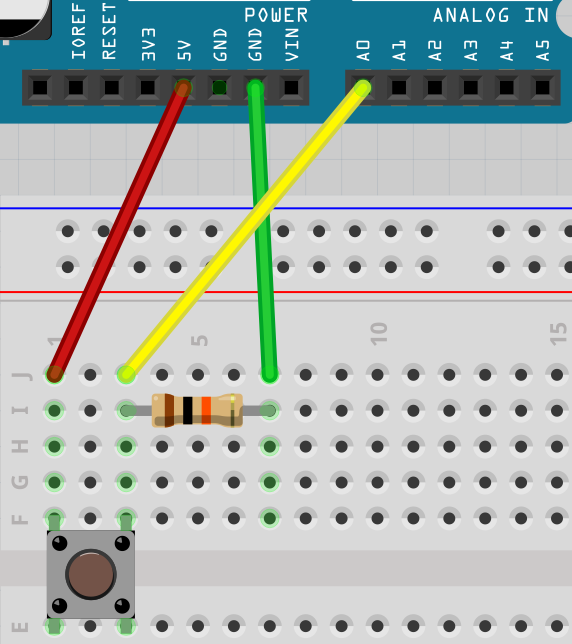 POWER
ANALOG IN
IOREF
RESET
3V3
5V
GND
GND
VIN
A0
A1
A2
A3
A4
A5
1
5
10
15
J
I
H
G
F
E